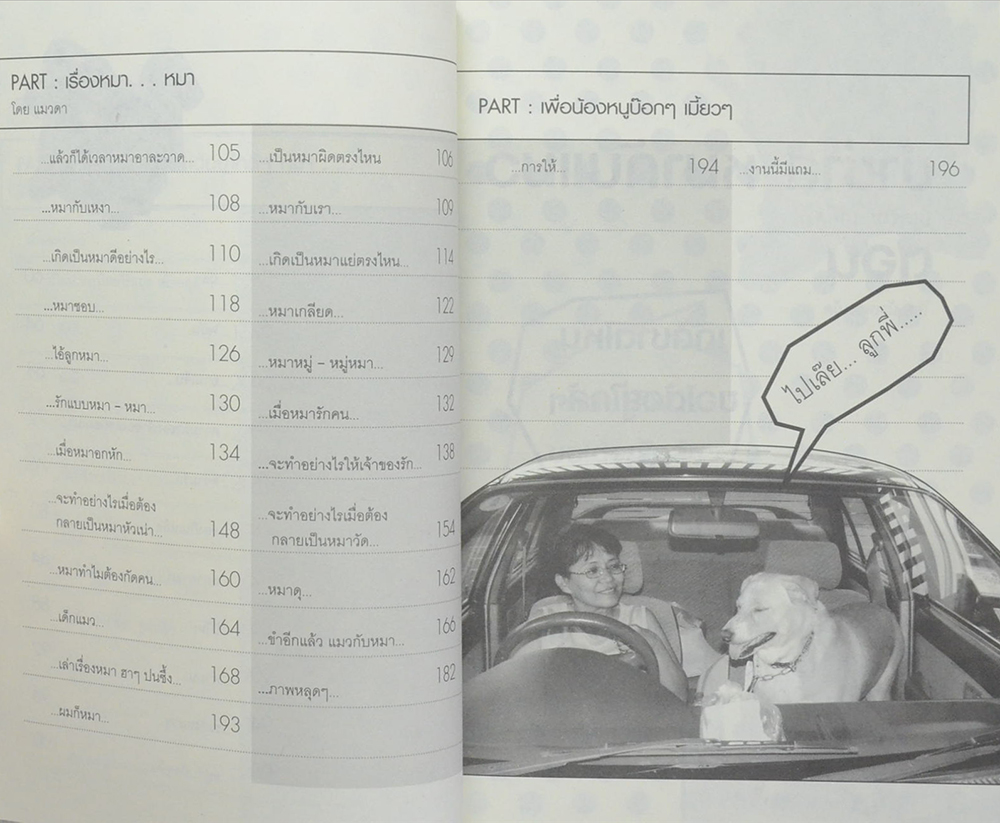 PART : เรื่องหมา. . . หมา
โดย แมวดา
...แล้วก็ได้เวลาหมาอาละวาด... 105
...เป็นหมาผิดตรงไหน 106
...หมากับเหงา... 108
...หมากับเรา... 109
...เกิดเป็นหมาดีอย่างไร... 110
...เกิดเป็นหมาแย่ตรงไหน... 114
...หมาชอบ... 118
...หมาเกลียด... 122
...ไอ้ลูกหมา... 126
...หมาหมู่ – หมู่หมา... 129
...รักแบบหมา – หมา... 130
...เมื่อหมารักคน... 132
...เมื่อหมาอกหัก... 134
...จะทำอย่างไรให้เจ้าของรัก... 138
...จะทำอย่างไรเมื่อต้อง
กลายเป็นหมาหัวเน่า... 148
...จะทำอย่างไรเมื่อต้อง
กลายเป็นหมาวัด... 154
...หมาทำไมต้องกัดคน... 160
...หมาดุ... 162
...เด็กแมว... 164
...ขำอีกแล้ว แมวกับหมา... 166
...เล่าเรื่องหมา ฮาๆ ปนซึ้ง... 168
...ภาพหลุดๆ... 182
...ผมก็หมา... 193
PART : เพื่อน้องหนูบ๊อกๆ เมี้ยวๆ
...การให้... 194
...งานนี้มีแถม... 196
ไปเลี๊ย... ลูกพี่.....